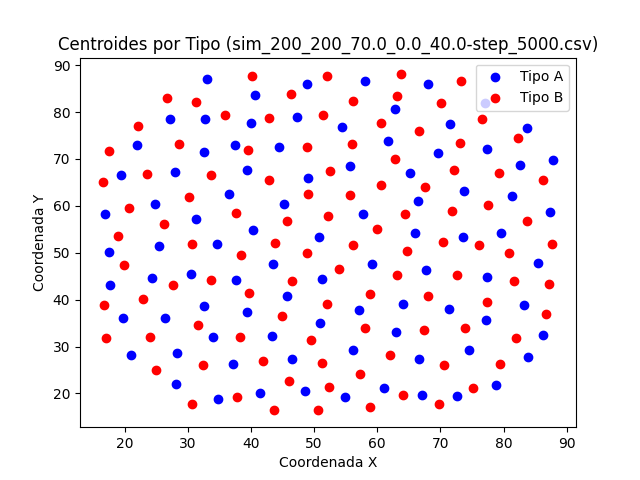 Centroides por Tipo (sim_200_200_70.0_0.0_40.0-step_5000.csv)
Tipo A
Tipo B
90
80
70
60
50
40
30
20
Coordenada Y
20 30 40 50 60 70 80 90
Coordenada X